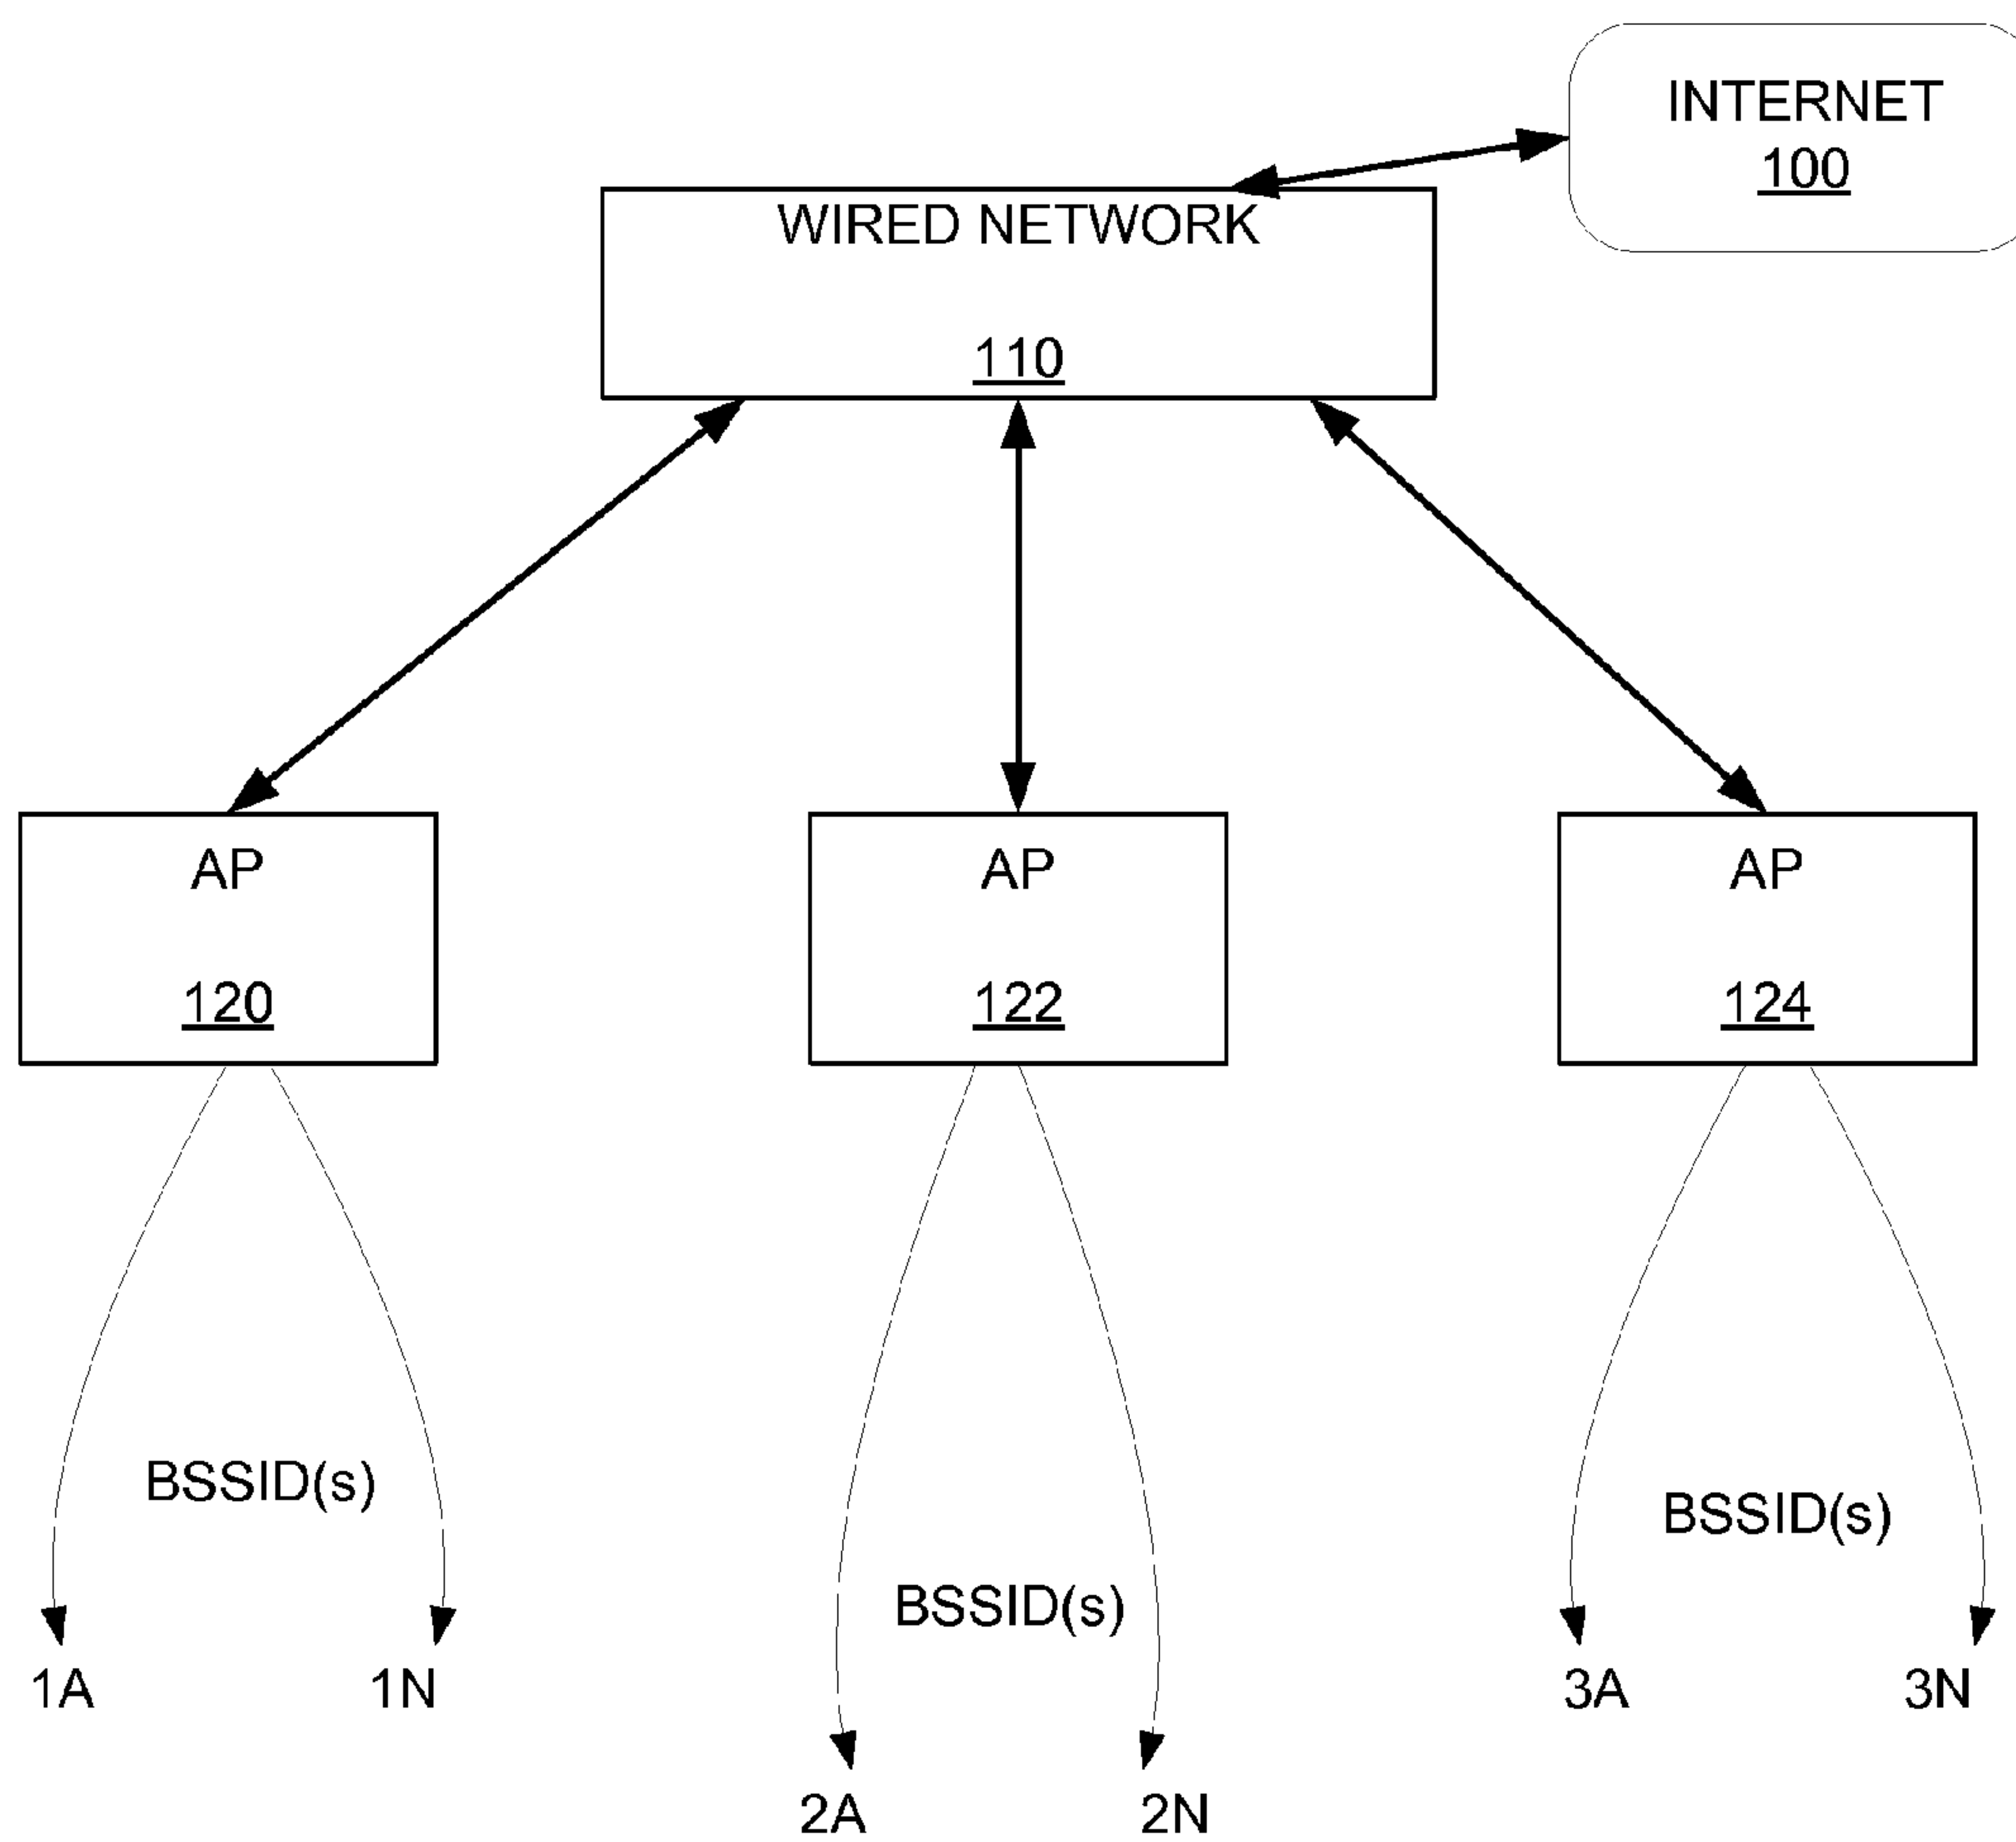 INTERNET
100
WIRED NETWORK
110
AP
120
AP
122
AP
124
BSSID(s)
BSSID(s)
BSSID(s)
1A
1N
3A
3N
2A
2N